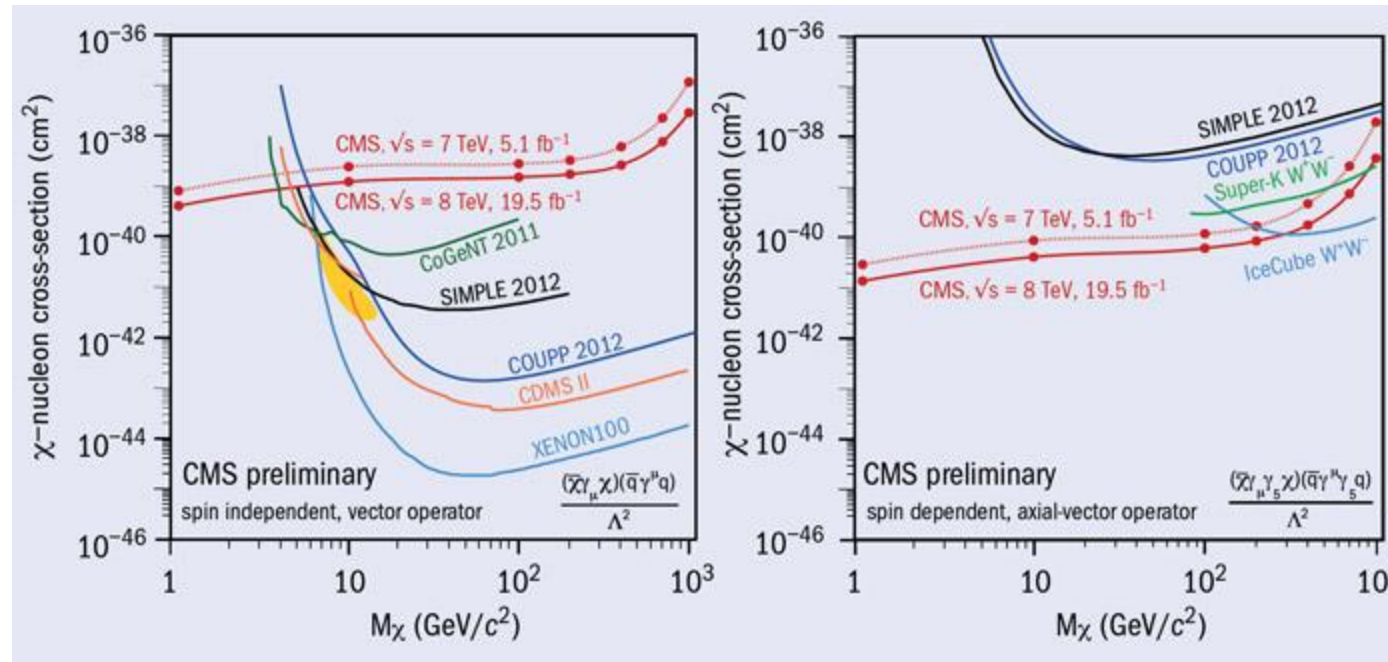 χ–nucleon cross-section (cm²)
10⁻³⁶
10⁻³⁸
10⁻⁴⁰
10⁻⁴²
10⁻⁴⁴
10⁻⁴⁶
CMS, √s = 7 TeV, 5.1 fb⁻¹
CMS, √s = 8 TeV, 19.5 fb⁻¹
CoGeNT 2011
SIMPLE 2012
COUPP 2012
CDMS II
XENON100
CMS preliminary
spin independent, vector operator
(χ̅γ_μχ)(q̅γ^μq)
Λ²
1 10 10² 10³
Mχ (GeV/c²)
χ–nucleon cross-section (cm²)
10⁻³⁶
10⁻³⁸
10⁻⁴⁰
10⁻⁴²
10⁻⁴⁴
10⁻⁴⁶
SIMPLE 2012
COUPP 2012
Super-K W⁺W⁻
CMS, √s = 7 TeV, 5.1 fb⁻¹
IceCube W⁺W⁻
CMS, √s = 8 TeV, 19.5 fb⁻¹
CMS preliminary
spin dependent, axial-vector operator
(χ̅γ_μγ₅χ)(q̅γ^μγ₅q)
Λ²
1 10 10² 10
Mχ (GeV/c²)